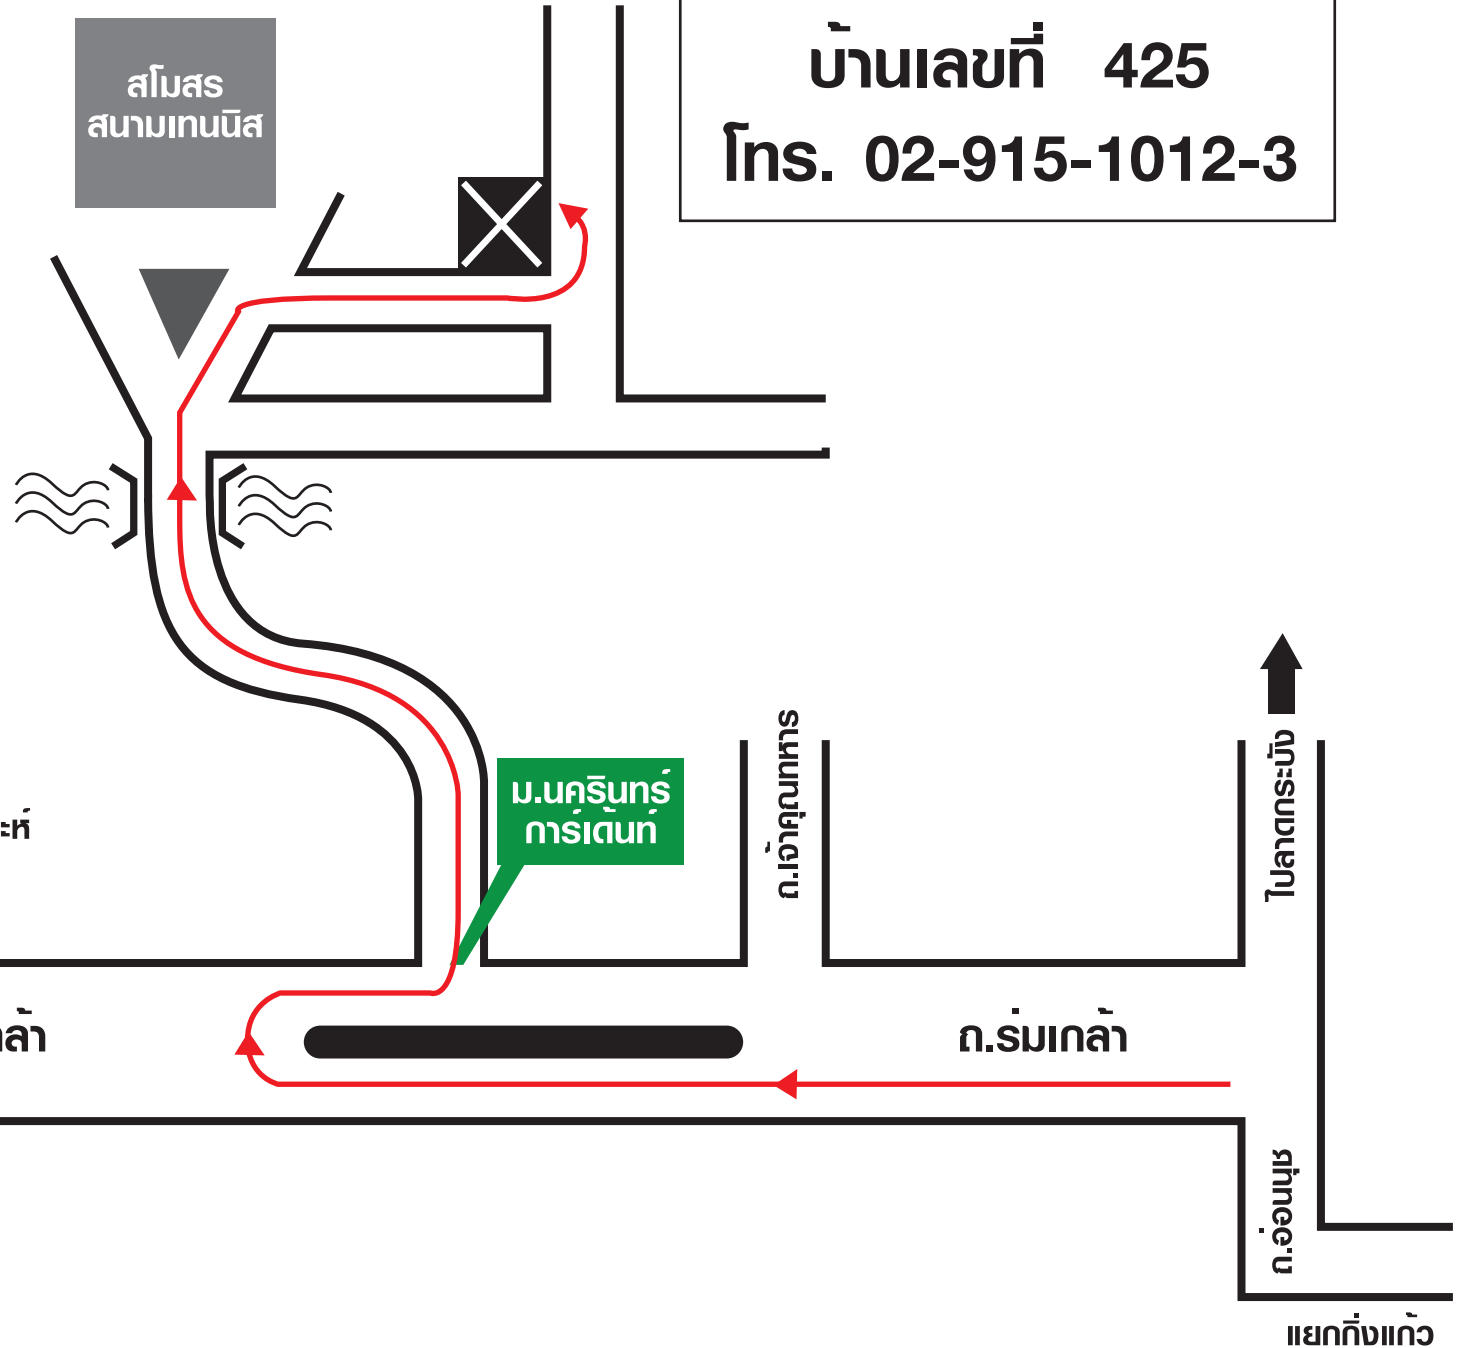 บ้านเลขที่ 425
โทร. 02-915-1012-3
สโมสร
สนามเทนนิส
ม.นครินทร์
การ์เด้นท์
ถ.เจ้าคุณทหาร
ไปลาดกระบัง
ะห์
ล้า
ถ.ร่มเกล้า
ถ.อ่อนนุช
แยกกิ่งแก้ว